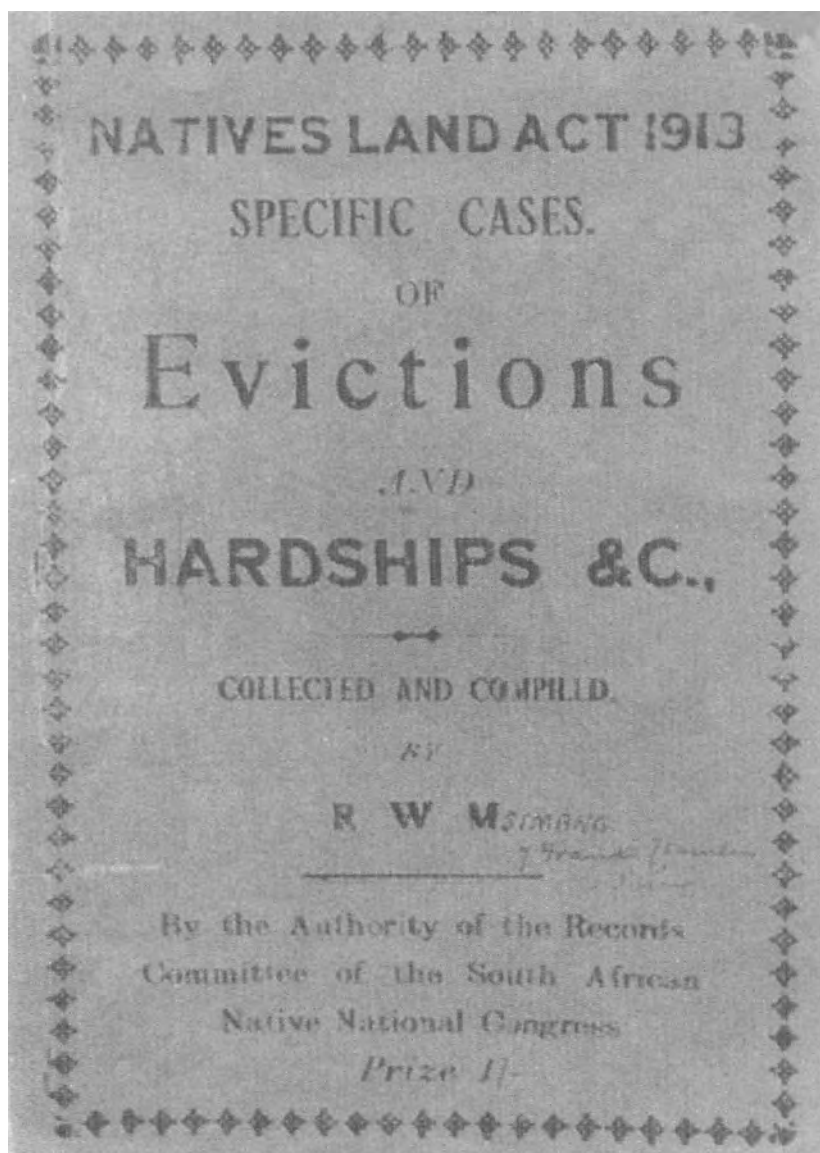 NATIVES LAND ACT 1913
SPECIFIC CASES.
OF
Evictions
AND
HARDSHIPS &C.,
COLLECTED AND COMPILLD.
BY
R W MSIMANG
By the Authority of the Records
Committee of the South African
Native National Congress
Prize 1/-